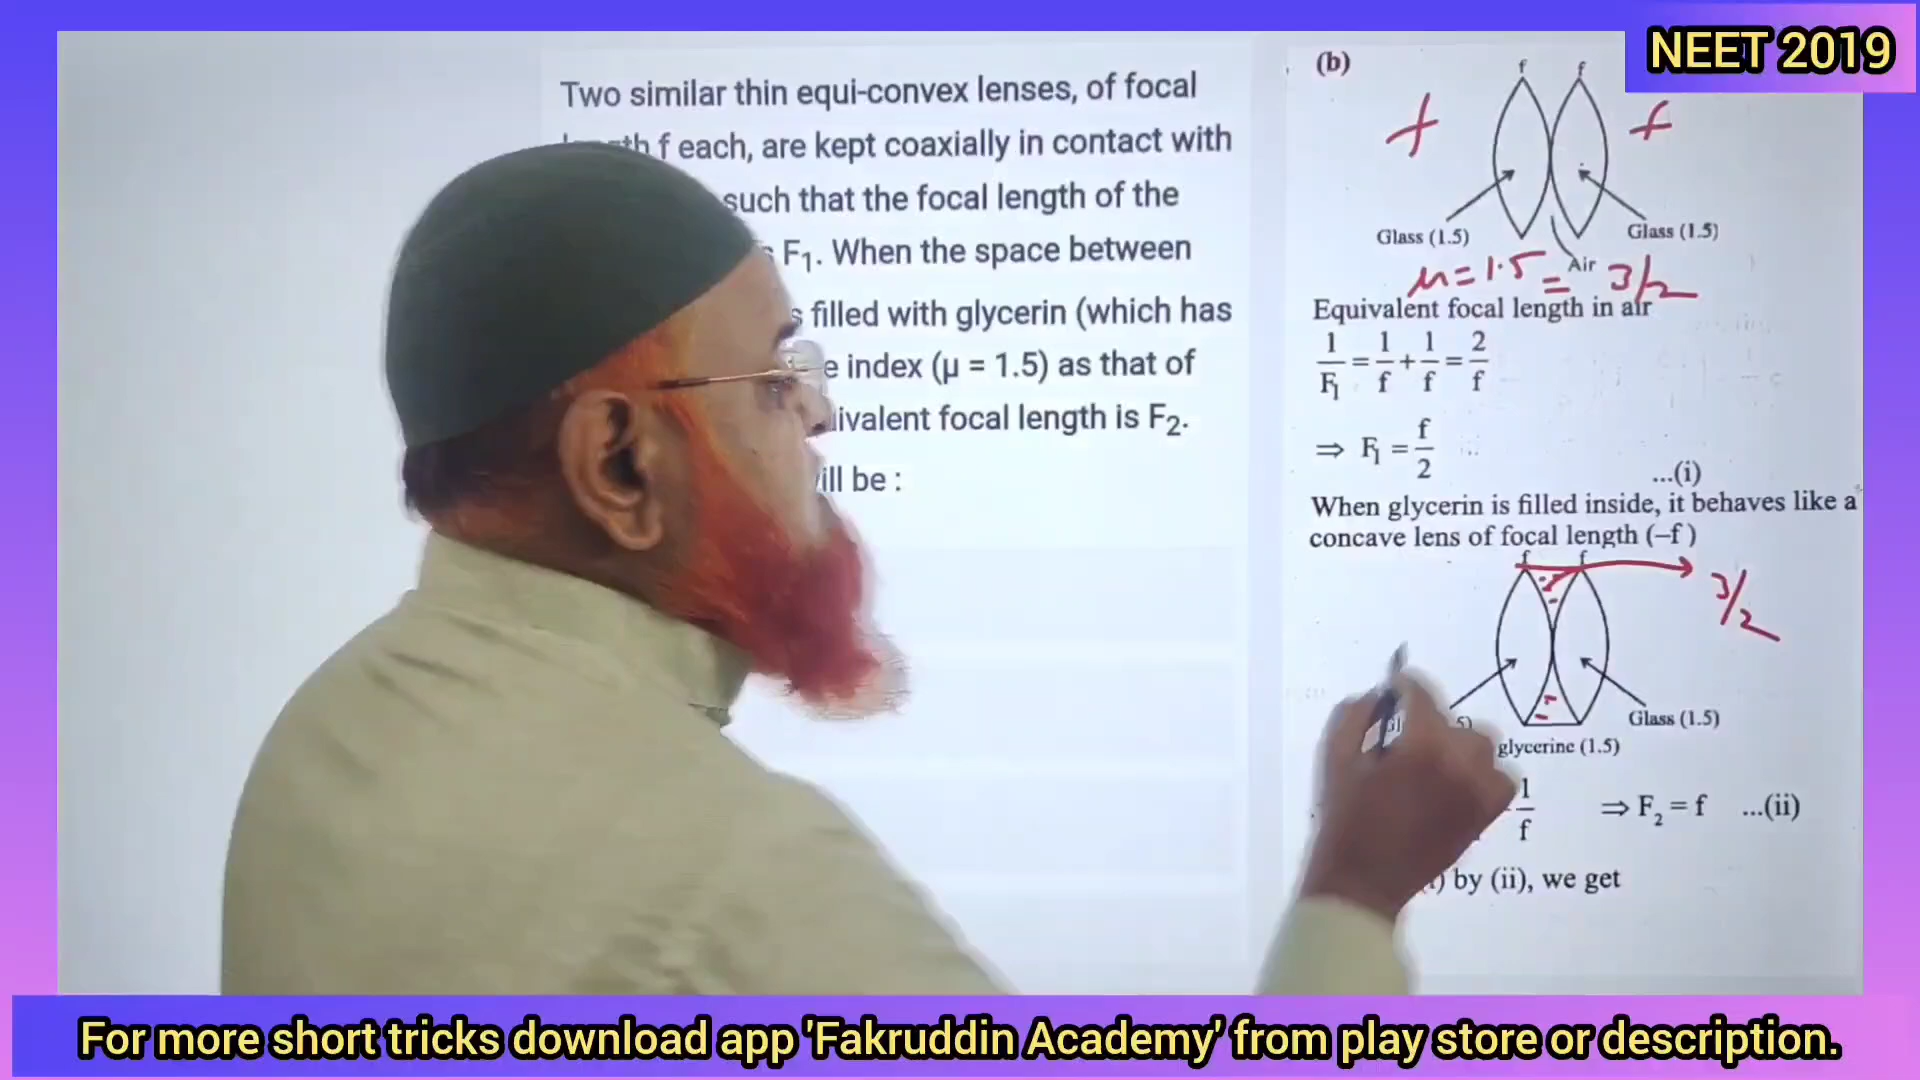 NEET 2019
Two similar thin equi-convex lenses, of focal
f each, are kept coaxially in contact with
such that the focal length of the
F₁. When the space between
filled with glycerin (which has
index (μ = 1.5) as that of
focal length is F₂.
be :
(b)
f f
f f
Glass (1.5) Glass (1.5)
Air
μ = 1.5 = 3/2
Equivalent focal length in air
1/F₁ = 1/f + 1/f = 2/f
⇒ F₁ = f/2
...(i)
When glycerin is filled inside, it behaves like a
concave lens of focal length (–f )
f f
3/2
Glass (1.5)
glycerine (1.5)
1/f ⇒ F₂ = f ...(ii)
by (ii), we get
For more short tricks download app 'Fakruddin Academy' from play store or description.